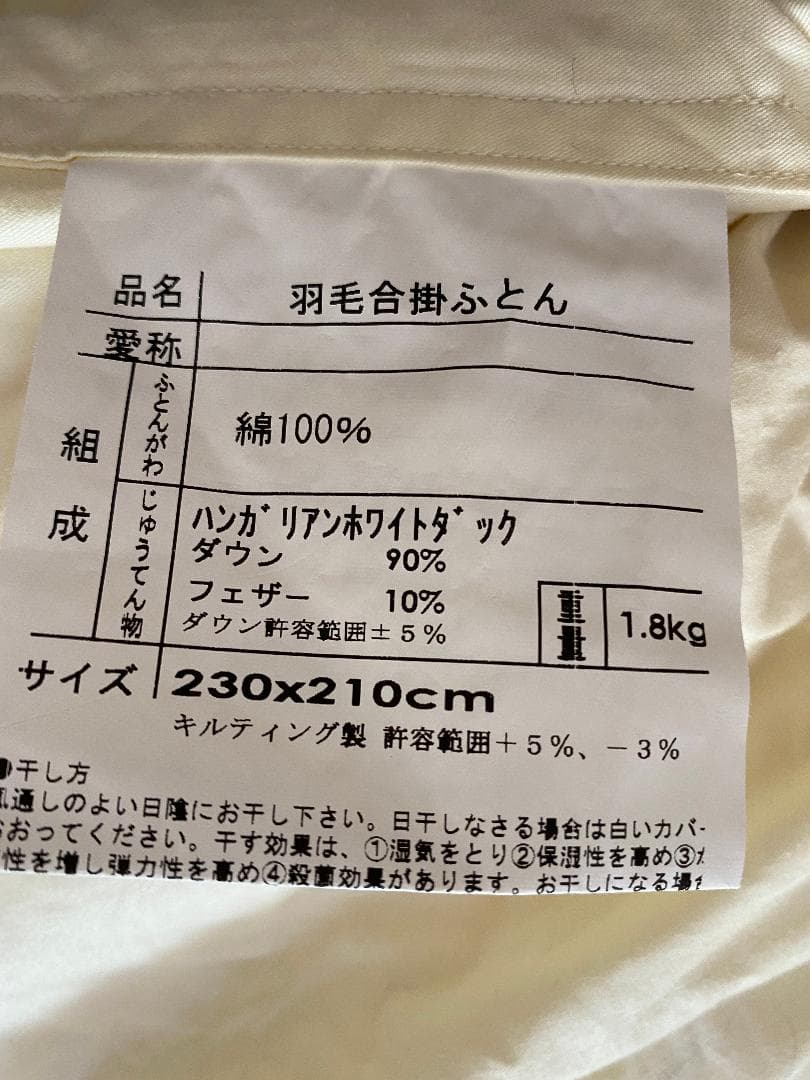 品名 羽毛合掛ふとん
愛称
組成
ふとんがわ 綿100%
じゅうてん物 ハンガリアンホワイトダック
ダウン 90%
フェザー 10%
ダウン許容範囲±5%
重量 1.8kg
サイズ 230x210cm
キルティング製 許容範囲+5%、-3%
●干し方
通しのよい日陰にお干し下さい。日干しなさる場合は白いカバー
おおってください。干す効果は、①湿気をとり②保湿性を高め③
性を増し弾力性を高め④殺菌効果があります。お干しになる場合